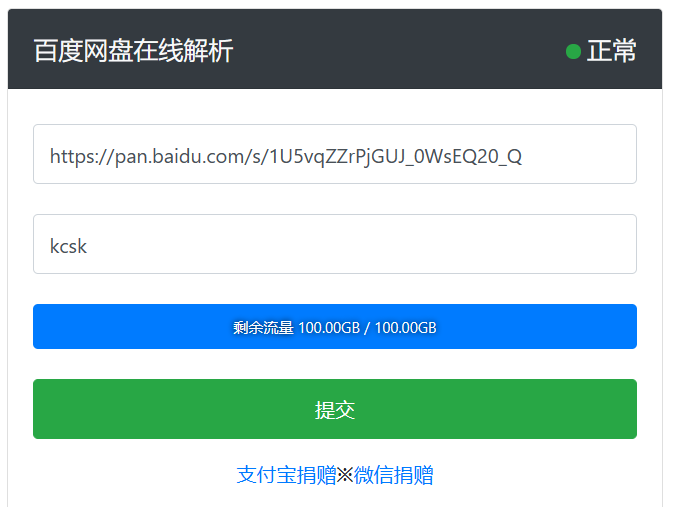 百度网盘在线解析
正常
https://pan.baidu.com/s/1U5vqZZrPjGUJ_0WsEQ20_Q
kcsk
剩余流量 100.00GB / 100.00GB
提交
支付宝捐赠※微信捐赠